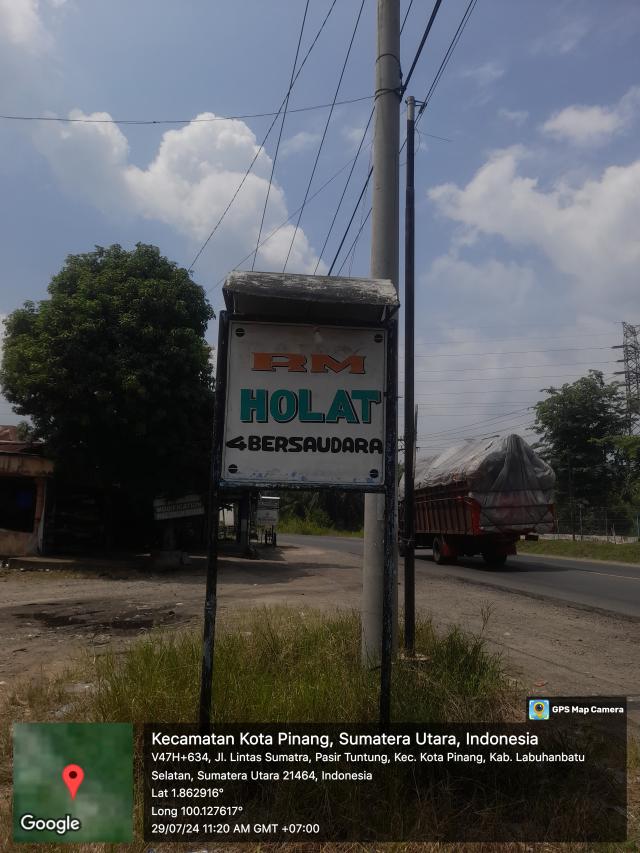 RM
HOLAT
4 BERSAUDARA
GPS Map Camera
Kecamatan Kota Pinang, Sumatera Utara, Indonesia
V47H+634, Jl. Lintas Sumatra, Pasir Tuntung, Kec. Kota Pinang, Kab. Labuhanbatu
Selatan, Sumatera Utara 21464, Indonesia
Lat 1.862916°
Long 100.127617°
29/07/24 11:20 AM GMT +07:00
Google